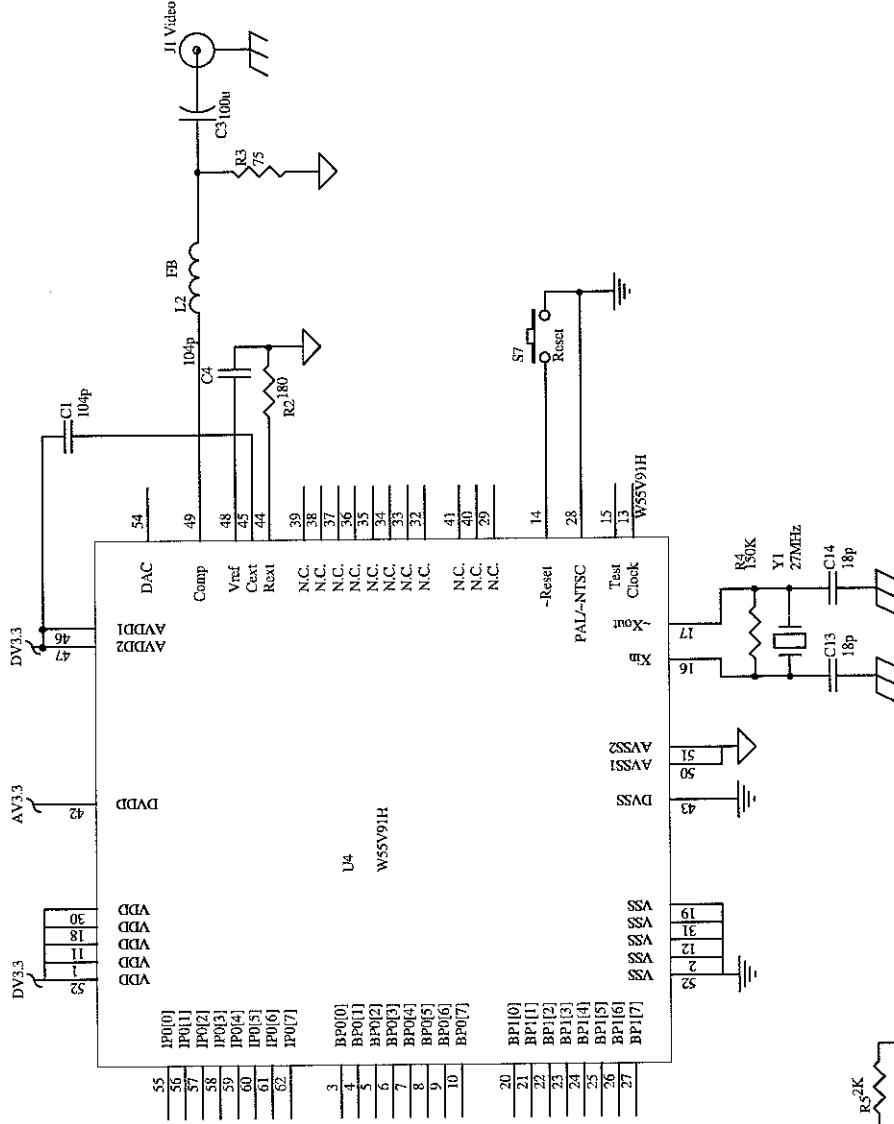 J1 Video
C3
100u
R3
75
FB
L2
104p
C4
R2
180
C1
104p
S7
Reset
DV3.3
AV3.3
DV3.3
47
46
AVDD2
AVDD1
42
DVDD
52
1
11
18
30
VDD
VDD
VDD
VDD
VDD
54
DAC
49
Comp
48
Vref
45
Cext
44
Rext
39
N.C.
38
N.C.
37
N.C.
36
N.C.
35
N.C.
34
N.C.
33
N.C.
32
N.C.
41
N.C.
40
N.C.
29
N.C.
14
~Reset
28
PAL/~NTSC
15
Test
13
Clock
W55V91H
U4
W55V91H
~Xout
17
Xin
16
R4
150K
Y1
27MHz
C14
18p
C13
18p
AVSS2
51
AVSS1
50
DVSS
43
VSS
19
VSS
31
VSS
12
VSS
2
VSS
52
55
IP0[0]
56
IP0[1]
57
IP0[2]
58
IP0[3]
59
IP0[4]
60
IP0[5]
61
IP0[6]
62
IP0[7]
3
BP0[0]
4
BP0[1]
5
BP0[2]
6
BP0[3]
7
BP0[4]
8
BP0[5]
9
BP0[6]
10
BP0[7]
20
BP1[0]
21
BP1[1]
22
BP1[2]
23
BP1[3]
24
BP1[4]
25
BP1[5]
26
BP1[6]
27
BP1[7]
R5
2K